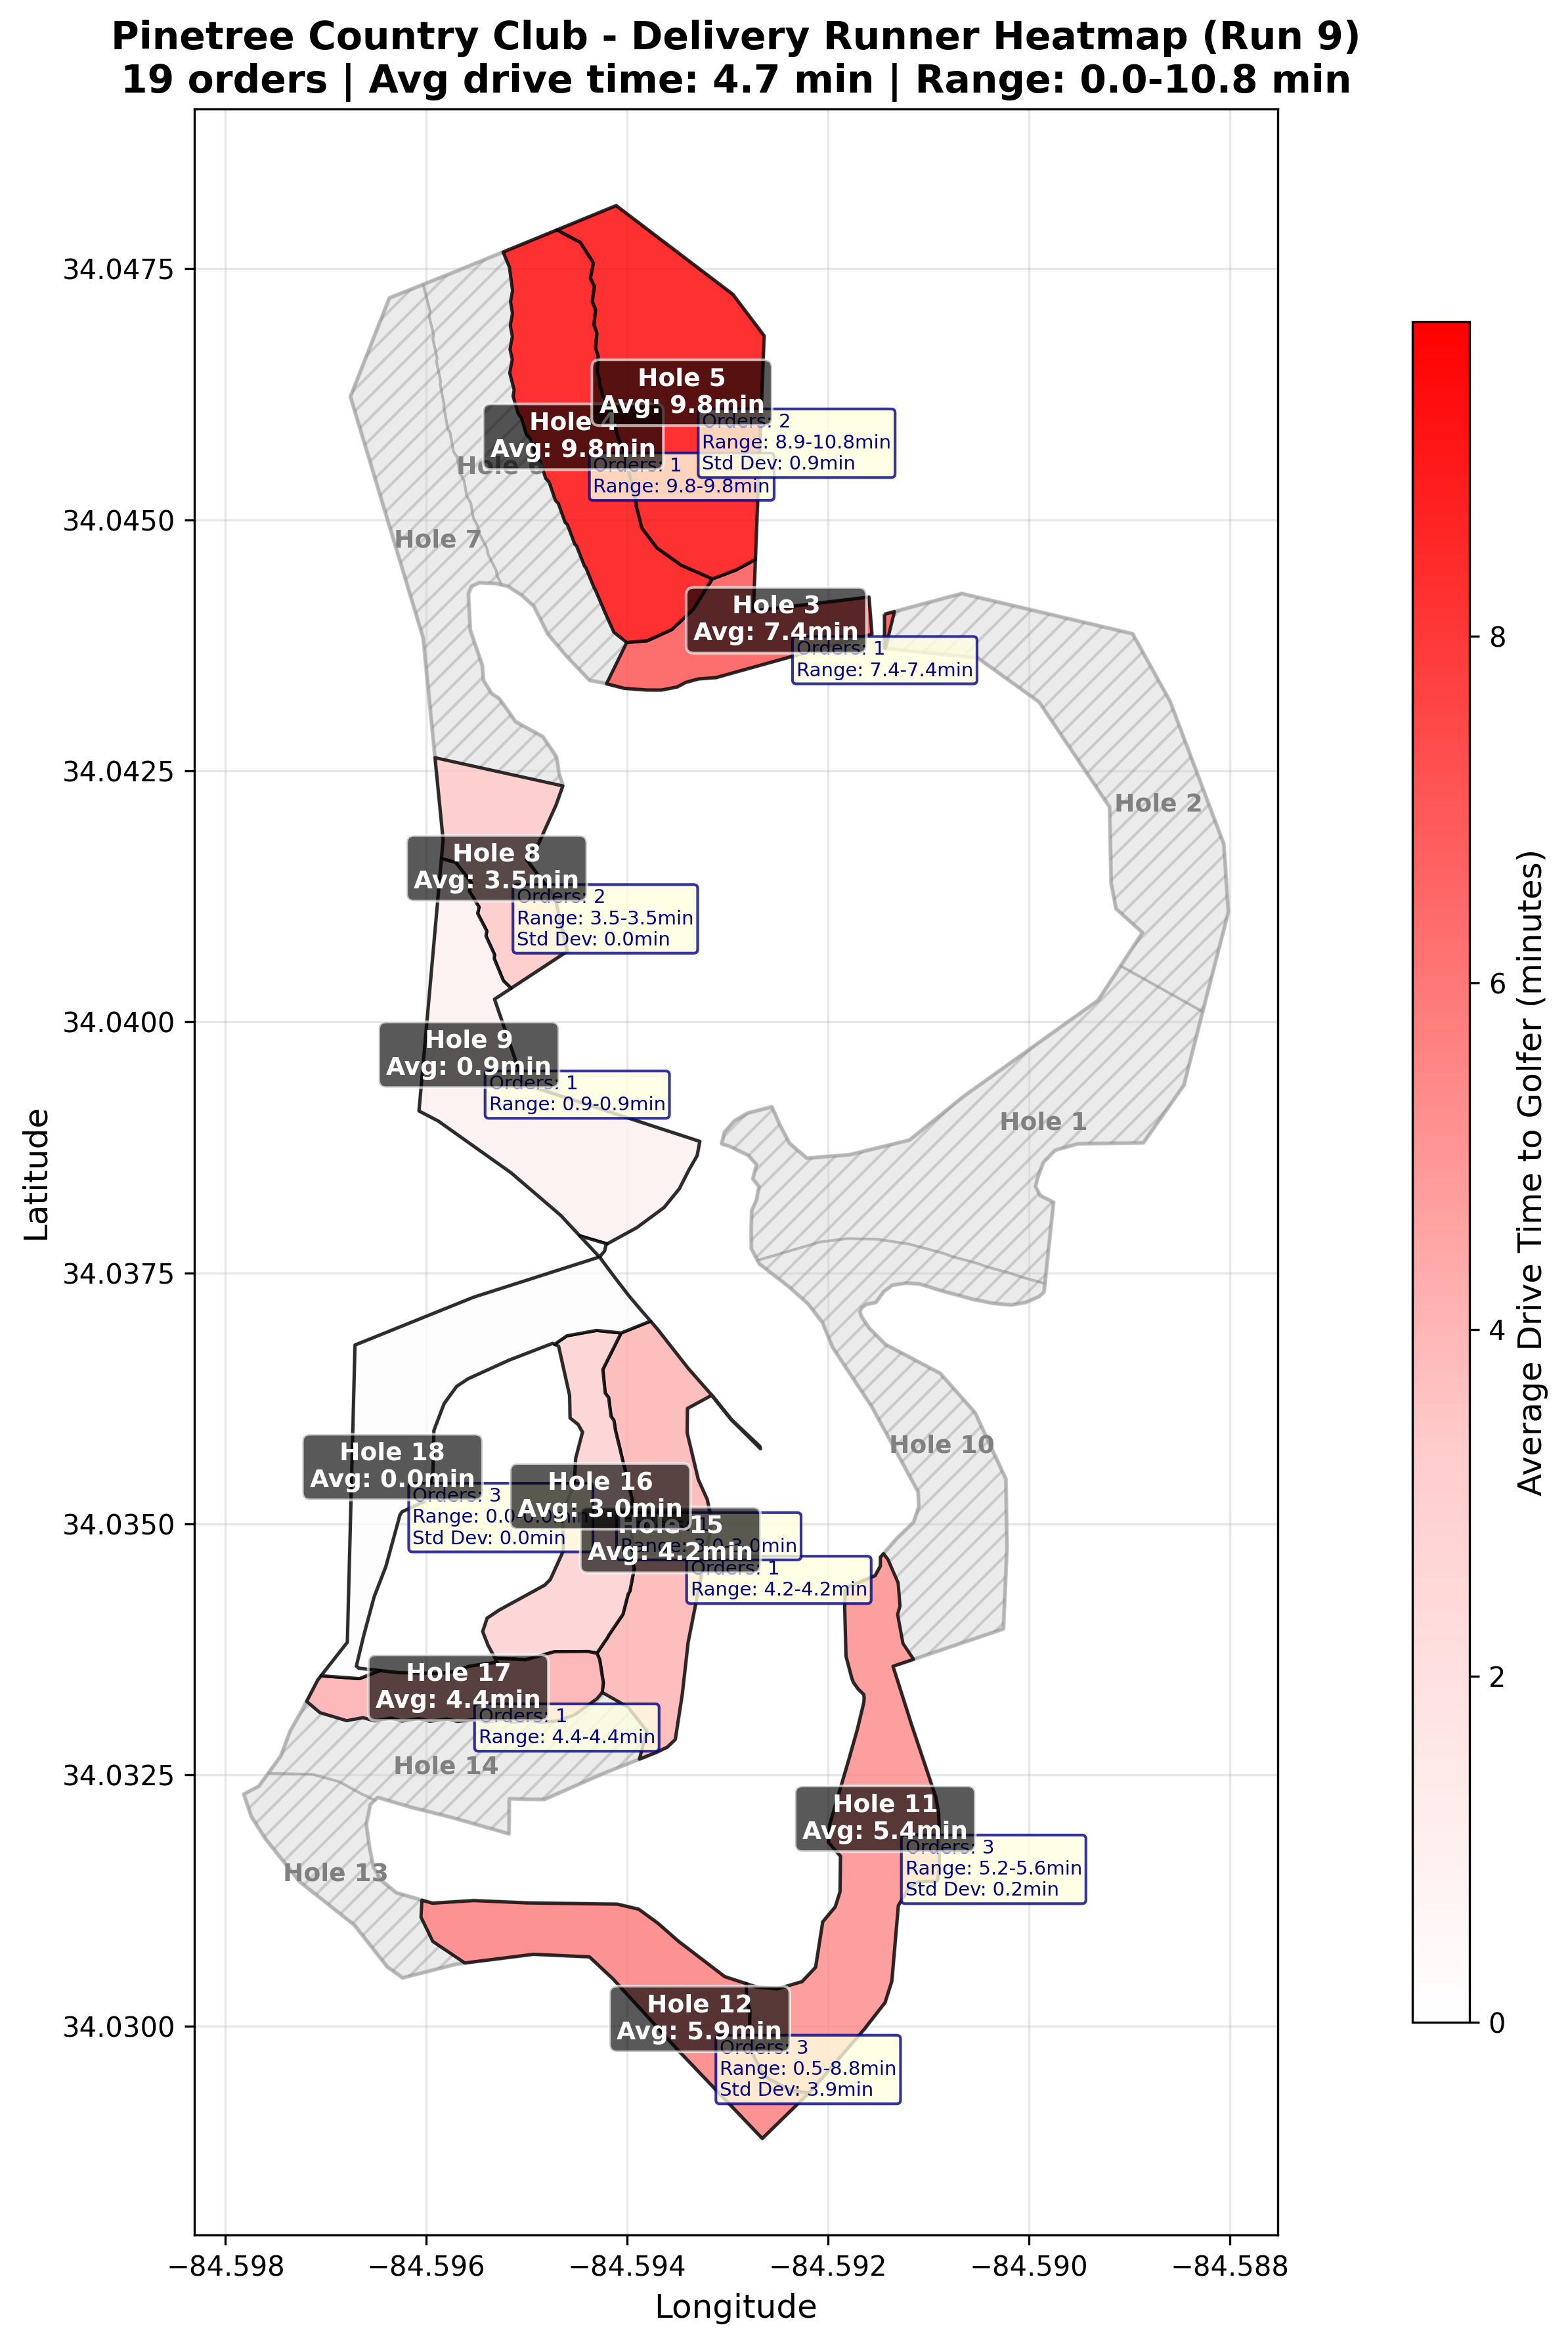 Pinetree Country Club - Delivery Runner Heatmap (Run 9)
19 orders | Avg drive time: 4.7 min | Range: 0.0-10.8 min
34.0475
34.0450
34.0425
34.0400
34.0375
34.0350
34.0325
34.0300
Latitude
−84.598
−84.596
−84.594
−84.592
−84.590
−84.588
Longitude
Hole 5
Avg: 9.8min
Orders: 2
Range: 8.9-10.8min
Std Dev: 0.9min
Hole 4
Avg: 9.8min
Orders: 1
Range: 9.8-9.8min
Hole 6
Hole 7
Hole 3
Avg: 7.4min
Orders: 1
Range: 7.4-7.4min
Hole 2
Hole 8
Avg: 3.5min
Orders: 2
Range: 3.5-3.5min
Std Dev: 0.0min
Hole 9
Avg: 0.9min
Orders: 1
Range: 0.9-0.9min
Hole 1
Hole 10
Hole 18
Avg: 0.0min
Orders: 3
Range: 0.0-0.0min
Std Dev: 0.0min
Hole 16
Avg: 3.0min
Range: 3.0-3.0min
Hole 15
Avg: 4.2min
Orders: 1
Range: 4.2-4.2min
Hole 17
Avg: 4.4min
Orders: 1
Range: 4.4-4.4min
Hole 14
Hole 11
Avg: 5.4min
Orders: 3
Range: 5.2-5.6min
Std Dev: 0.2min
Hole 13
Hole 12
Avg: 5.9min
Orders: 3
Range: 0.5-8.8min
Std Dev: 3.9min
8
6
4
2
0
Average Drive Time to Golfer (minutes)